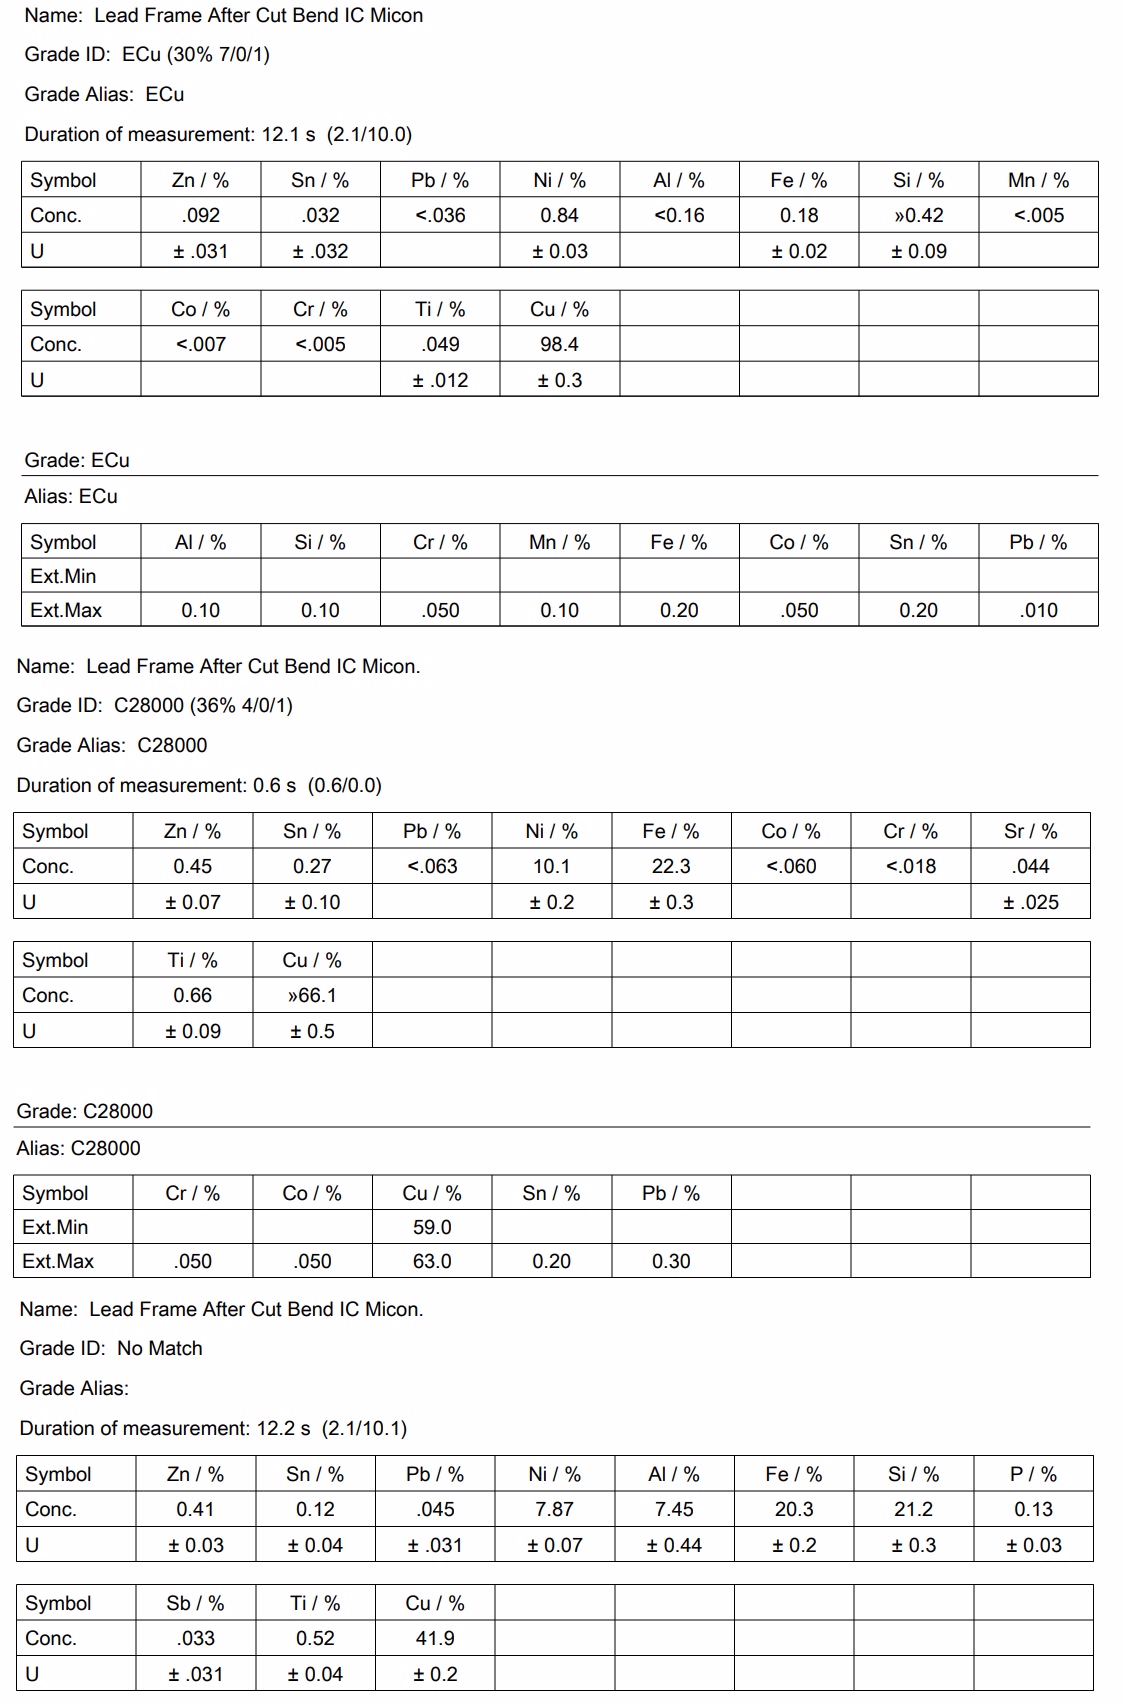 Name: Lead Frame After Cut Bend IC Micon
Grade ID: ECu (30% 7/0/1)
Grade Alias: ECu
Duration of measurement: 12.1 s (2.1/10.0)
Symbol Zn / % Sn / % Pb / % Ni / % Al / % Fe / % Si / % Mn / %
Conc. .092 .032 <.036 0.84 <0.16 0.18 »0.42 <.005
U ± .031 ± .032 ± 0.03 ± 0.02 ± 0.09
Symbol Co / % Cr / % Ti / % Cu / %
Conc. <.007 <.005 .049 98.4
U ± .012 ± 0.3
Grade: ECu
Alias: ECu
Symbol Al / % Si / % Cr / % Mn / % Fe / % Co / % Sn / % Pb / %
Ext.Min
Ext.Max 0.10 0.10 .050 0.10 0.20 .050 0.20 .010
Name: Lead Frame After Cut Bend IC Micon.
Grade ID: C28000 (36% 4/0/1)
Grade Alias: C28000
Duration of measurement: 0.6 s (0.6/0.0)
Symbol Zn / % Sn / % Pb / % Ni / % Fe / % Co / % Cr / % Sr / %
Conc. 0.45 0.27 <.063 10.1 22.3 <.060 <.018 .044
U ± 0.07 ± 0.10 ± 0.2 ± 0.3 ± .025
Symbol Ti / % Cu / %
Conc. 0.66 »66.1
U ± 0.09 ± 0.5
Grade: C28000
Alias: C28000
Symbol Cr / % Co / % Cu / % Sn / % Pb / %
Ext.Min 59.0
Ext.Max .050 .050 63.0 0.20 0.30
Name: Lead Frame After Cut Bend IC Micon.
Grade ID: No Match
Grade Alias:
Duration of measurement: 12.2 s (2.1/10.1)
Symbol Zn / % Sn / % Pb / % Ni / % Al / % Fe / % Si / % P / %
Conc. 0.41 0.12 .045 7.87 7.45 20.3 21.2 0.13
U ± 0.03 ± 0.04 ± .031 ± 0.07 ± 0.44 ± 0.2 ± 0.3 ± 0.03
Symbol Sb / % Ti / % Cu / %
Conc. .033 0.52 41.9
U ± .031 ± 0.04 ± 0.2